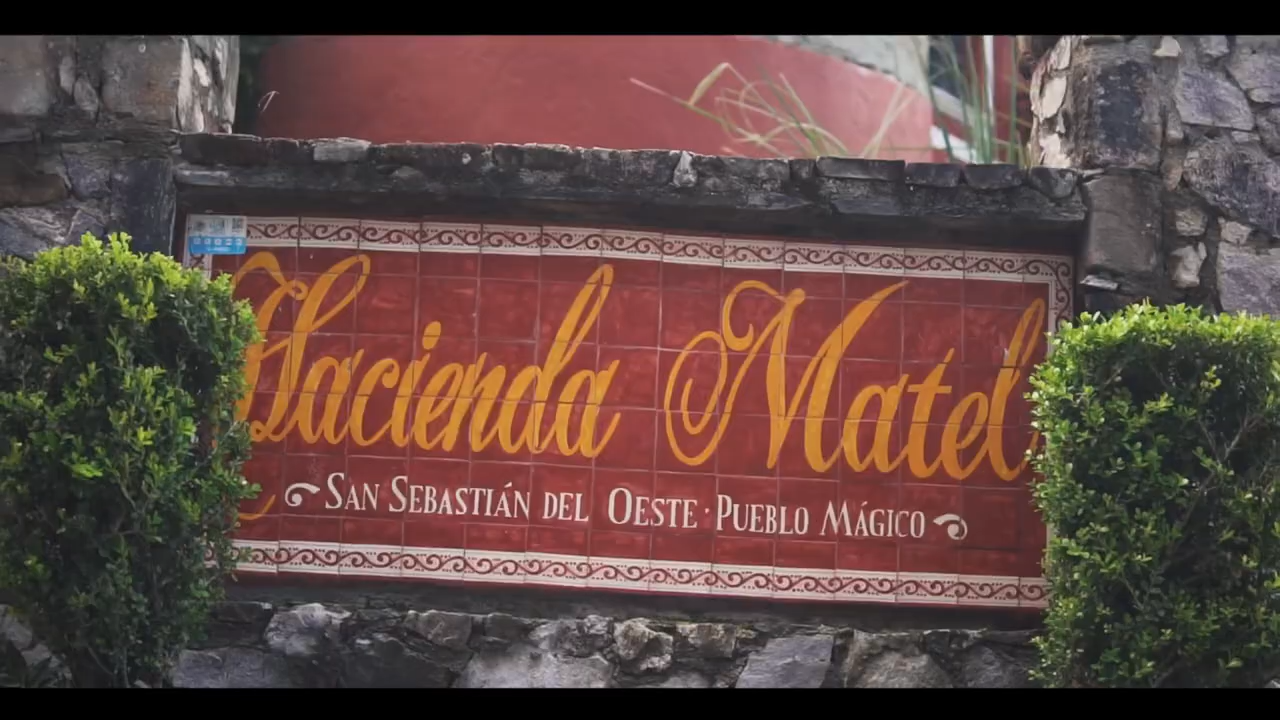 Hacienda Matel
San Sebastián del Oeste · Pueblo Mágico